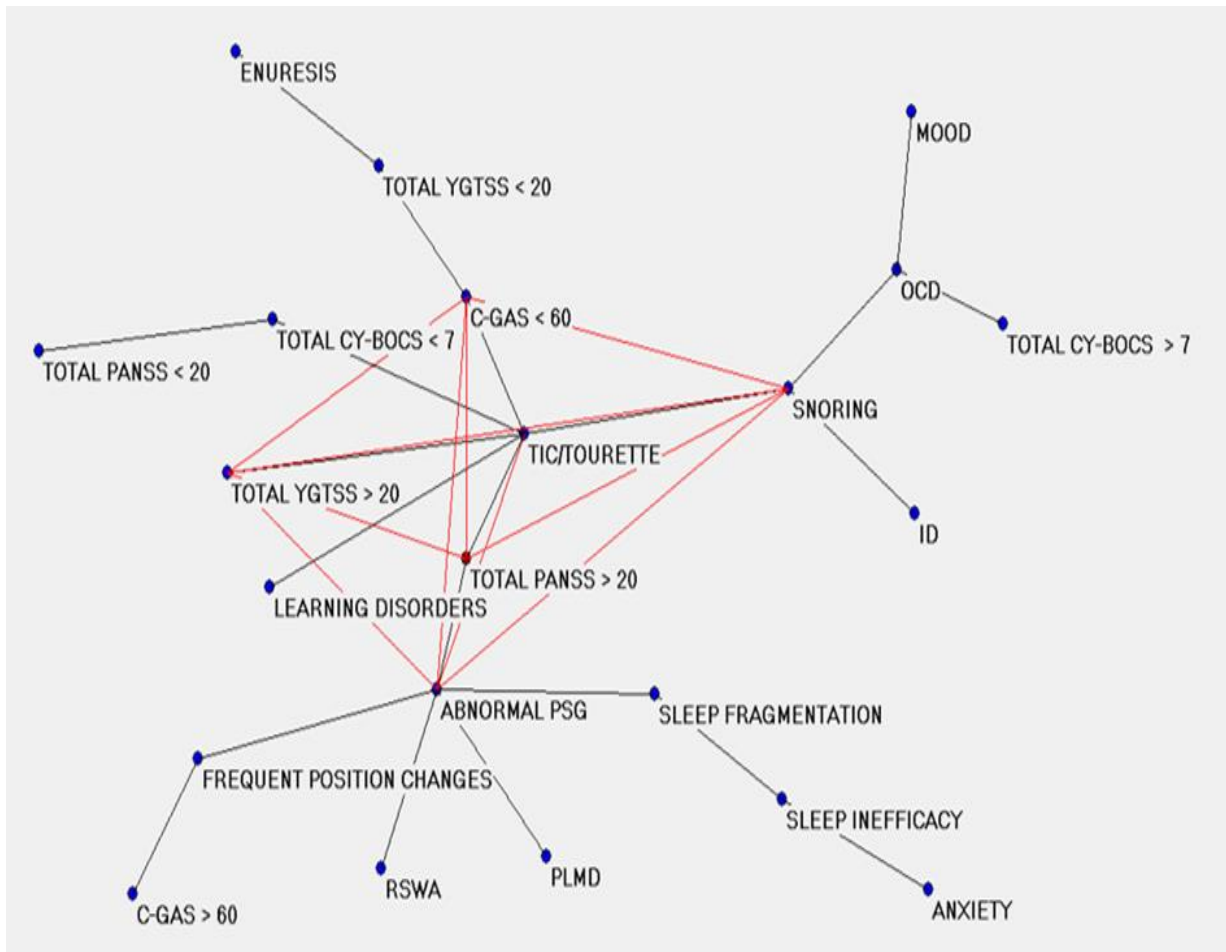 ENURESIS
MOOD
TOTAL YGTSS < 20
OCD
C-GAS < 60
TOTAL CY-BOCS < 7
TOTAL CY-BOCS > 7
TOTAL PANSS < 20
SNORING
TIC/TOURETTE
TOTAL YGTSS > 20
ID
TOTAL PANSS > 20
LEARNING DISORDERS
ABNORMAL PSG
SLEEP FRAGMENTATION
FREQUENT POSITION CHANGES
SLEEP INEFFICACY
PLMD
RSWA
ANXIETY
C-GAS > 60